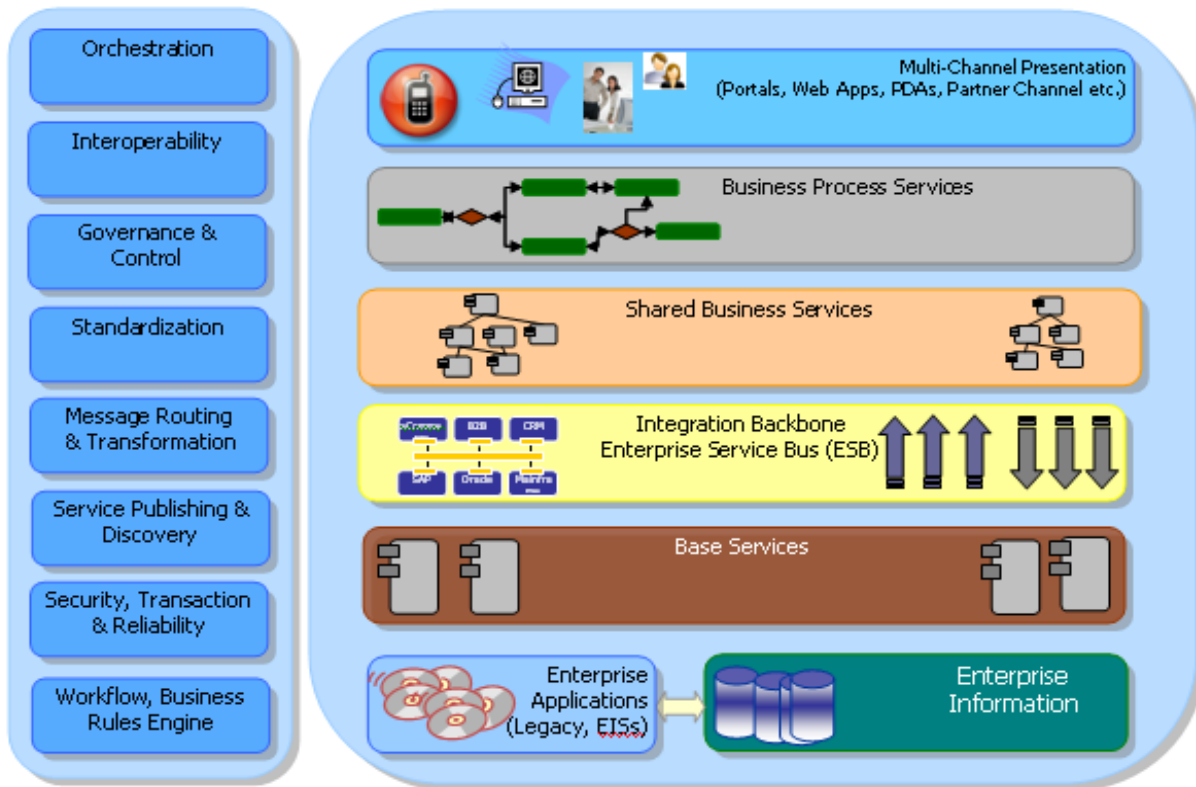 Orchestration
Interoperability
Governance &
Control
Standardization
Message Routing
& Transformation
Service Publishing &
Discovery
Security, Transaction
& Reliability
Workflow, Business
Rules Engine
Multi-Channel Presentation
(Portals, Web Apps, PDAs, Partner Channel etc.)
Business Process Services
Shared Business Services
Integration Backbone
Enterprise Service Bus (ESB)
B2B
CRM
SAP
Oracle
Mainfra
me
Base Services
Enterprise
Applications
(Legacy, EISs)
Enterprise
Information